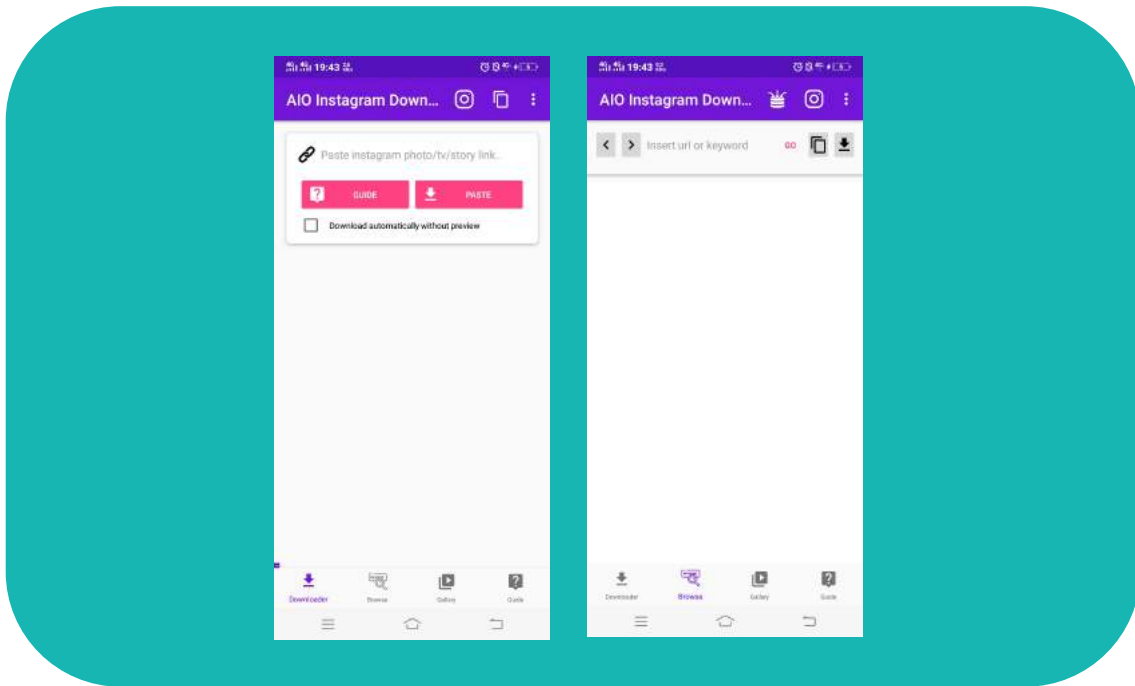 19:43
AIO Instagram Down...
Paste instagram photo/tv/story link..
GUIDE
PASTE
Download automatically without preview
Downloader
Browse
Gallery
Guide
19:43
AIO Instagram Down...
Insert url or keyword
GO
Downloader
Browse
Gallery
Guide